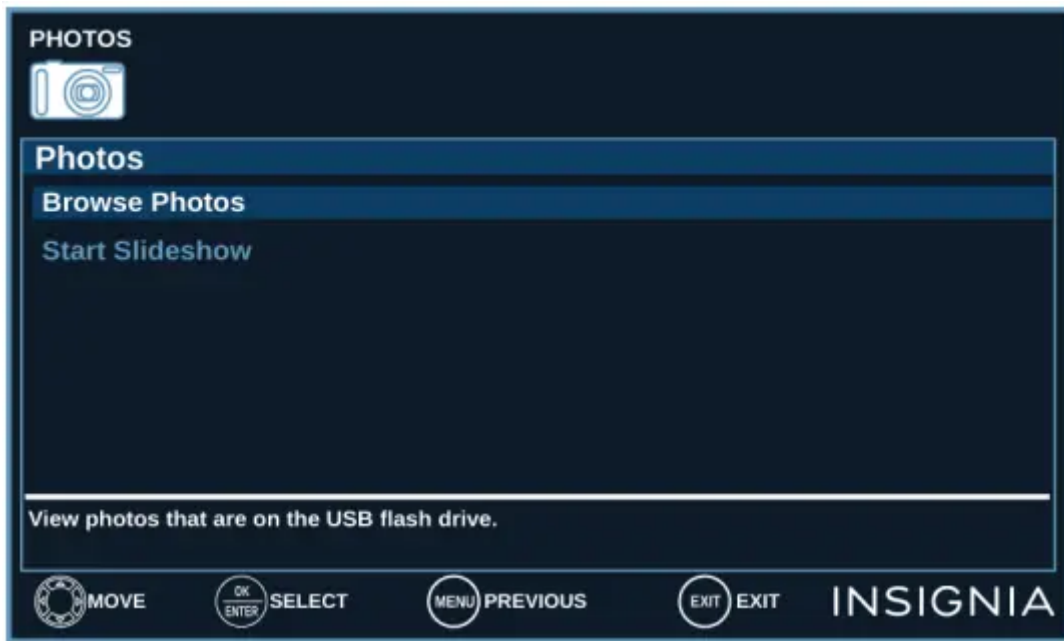 PHOTOS
Photos
Browse Photos
Start Slideshow
View photos that are on the USB flash drive.
MOVE OK ENTER SELECT MENU PREVIOUS EXIT EXIT INSIGNIA